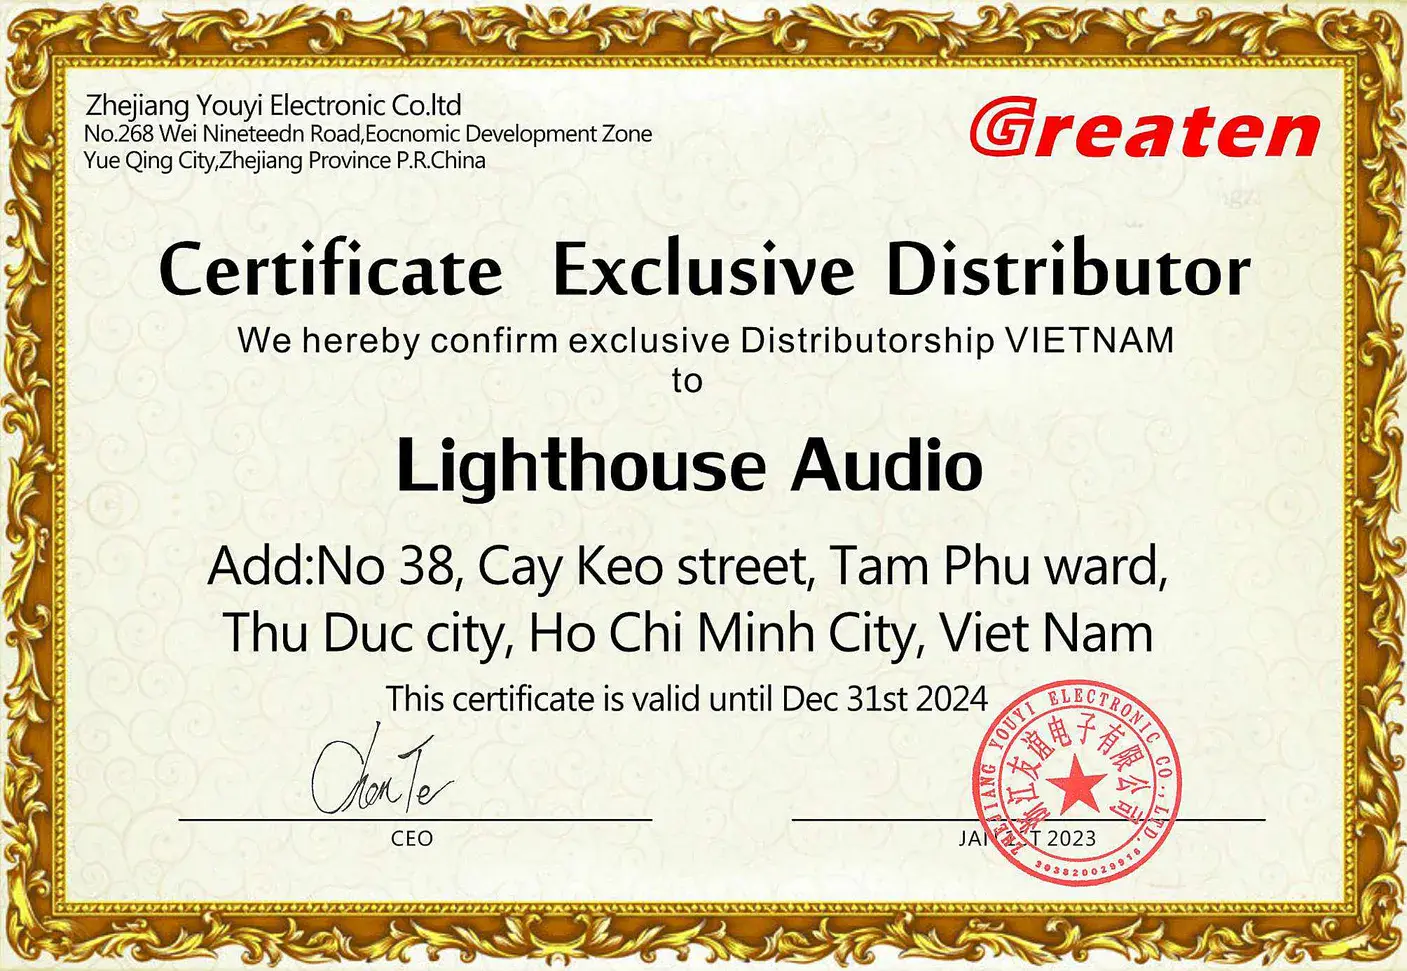 Zhejiang Youyi Electronic Co.ltd
No.268 Wei Nineteedn Road,Eocnomic Development Zone
Yue Qing City,Zhejiang Province P.R.China
Greaten
Certificate Exclusive Distributor
We hereby confirm exclusive Distributorship VIETNAM
to
Lighthouse Audio
Add:No 38, Cay Keo street, Tam Phu ward,
Thu Duc city, Ho Chi Minh City, Viet Nam
This certificate is valid until Dec 31st 2024
Chen Te
CEO
2023
ZHEJIANG YOUYI ELECTRONIC CO.,LTD.
浙江友谊电子有限公司